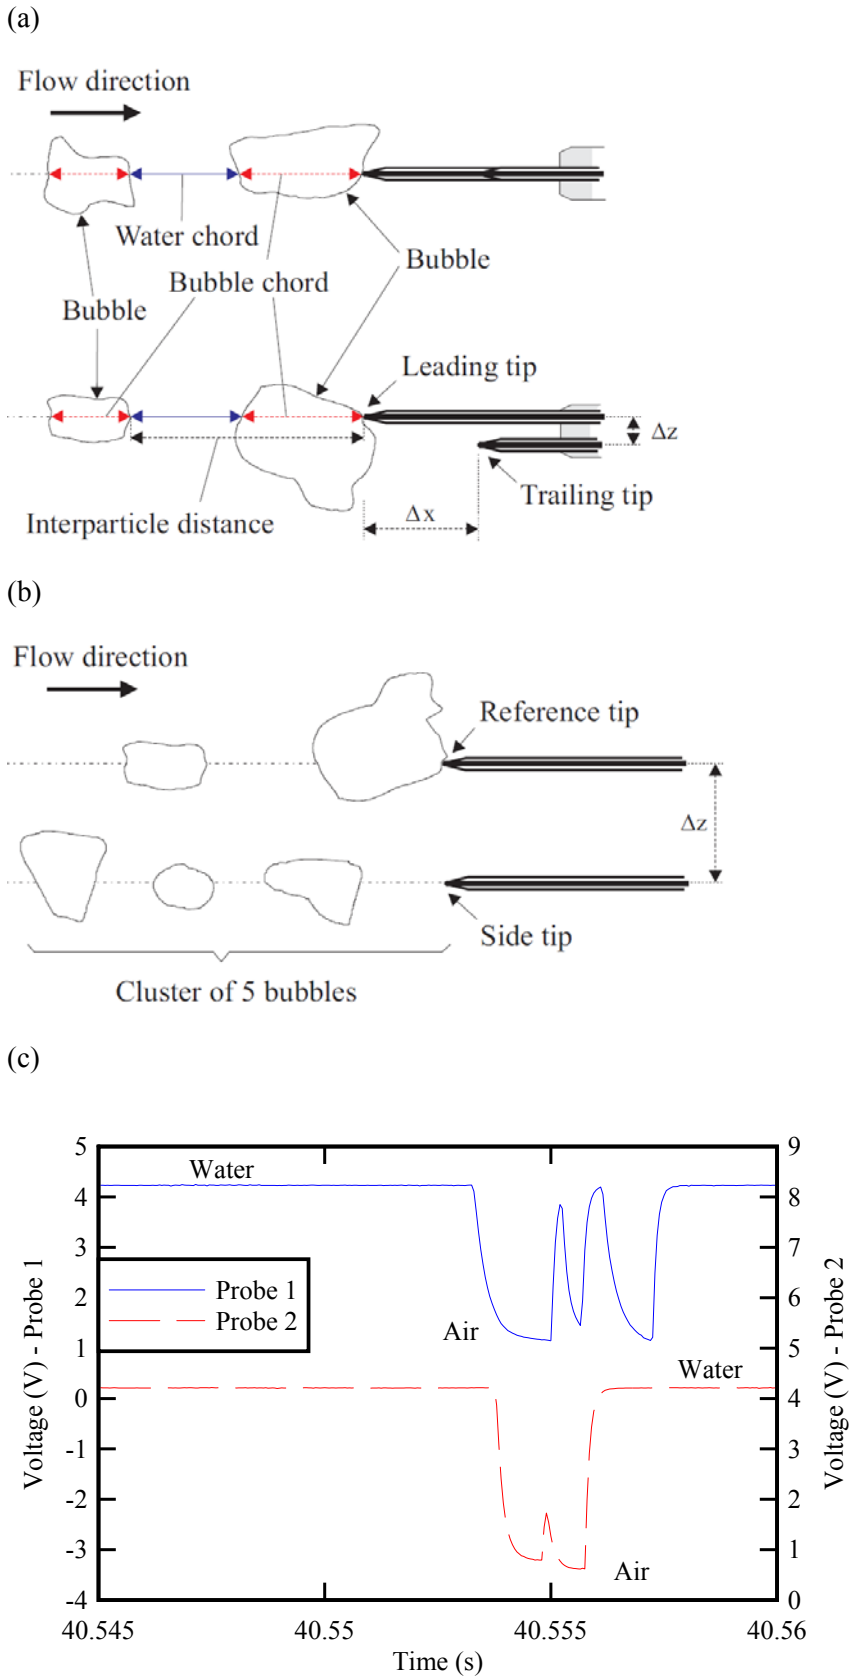 (a)
Flow direction
Water chord
Bubble
Bubble chord
Bubble
Leading tip
Δz
Trailing tip
Δx
Interparticle distance
(b)
Flow direction
Reference tip
Δz
Side tip
Cluster of 5 bubbles
(c)
5
4
3
2
1
0
-1
-2
-3
-4
Voltage (V) - Probe 1
Water
Probe 1
Probe 2
Air
Water
Air
9
8
7
6
5
4
3
2
1
0
Voltage (V) - Probe 2
40.545
40.55
40.555
40.56
Time (s)